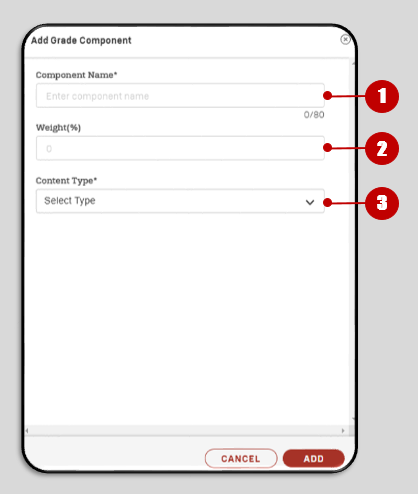 Add Grade Component
Component Name*
Enter component name
1
0/80
Weight(%)
0
2
Content Type*
Select Type
3
CANCEL
ADD